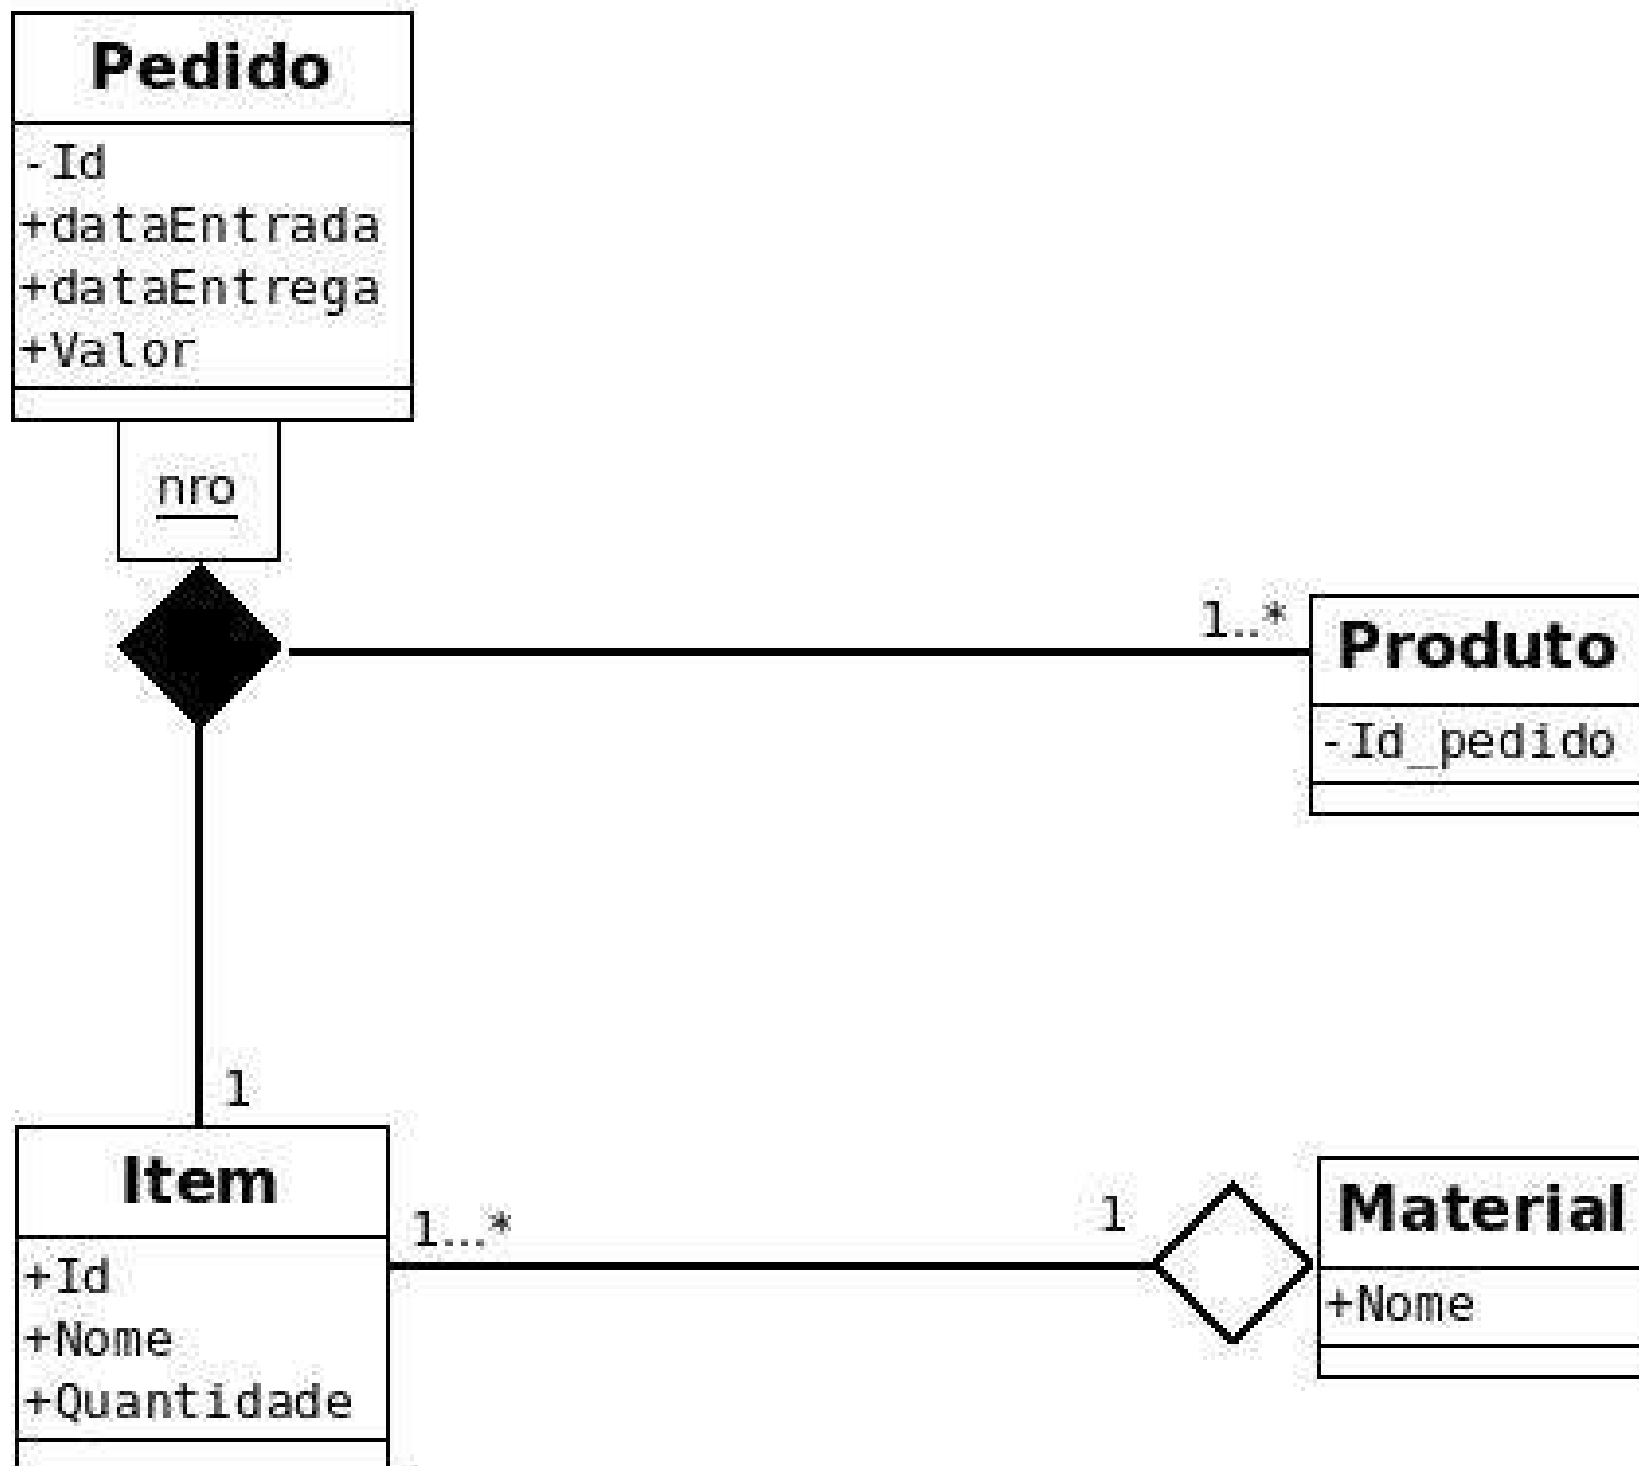 Pedido
-Id
+dataEntrada
+dataEntrega
+Valor
nro
1..*
Produto
-Id_pedido
1
Item
+Id
+Nome
+Quantidade
1...*
1
Material
+Nome